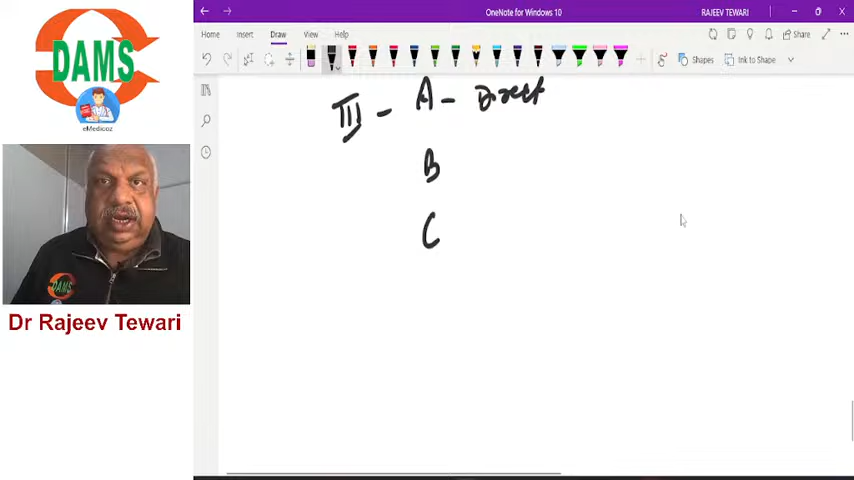 OneNote for Windows 10
RAJEEV TEWARI
Home Insert Draw View Help
Share
Shapes
Ink to Shape
DAMS
eMedicoz
III - A - Direct
B
C
DAMS
Dr Rajeev Tewari